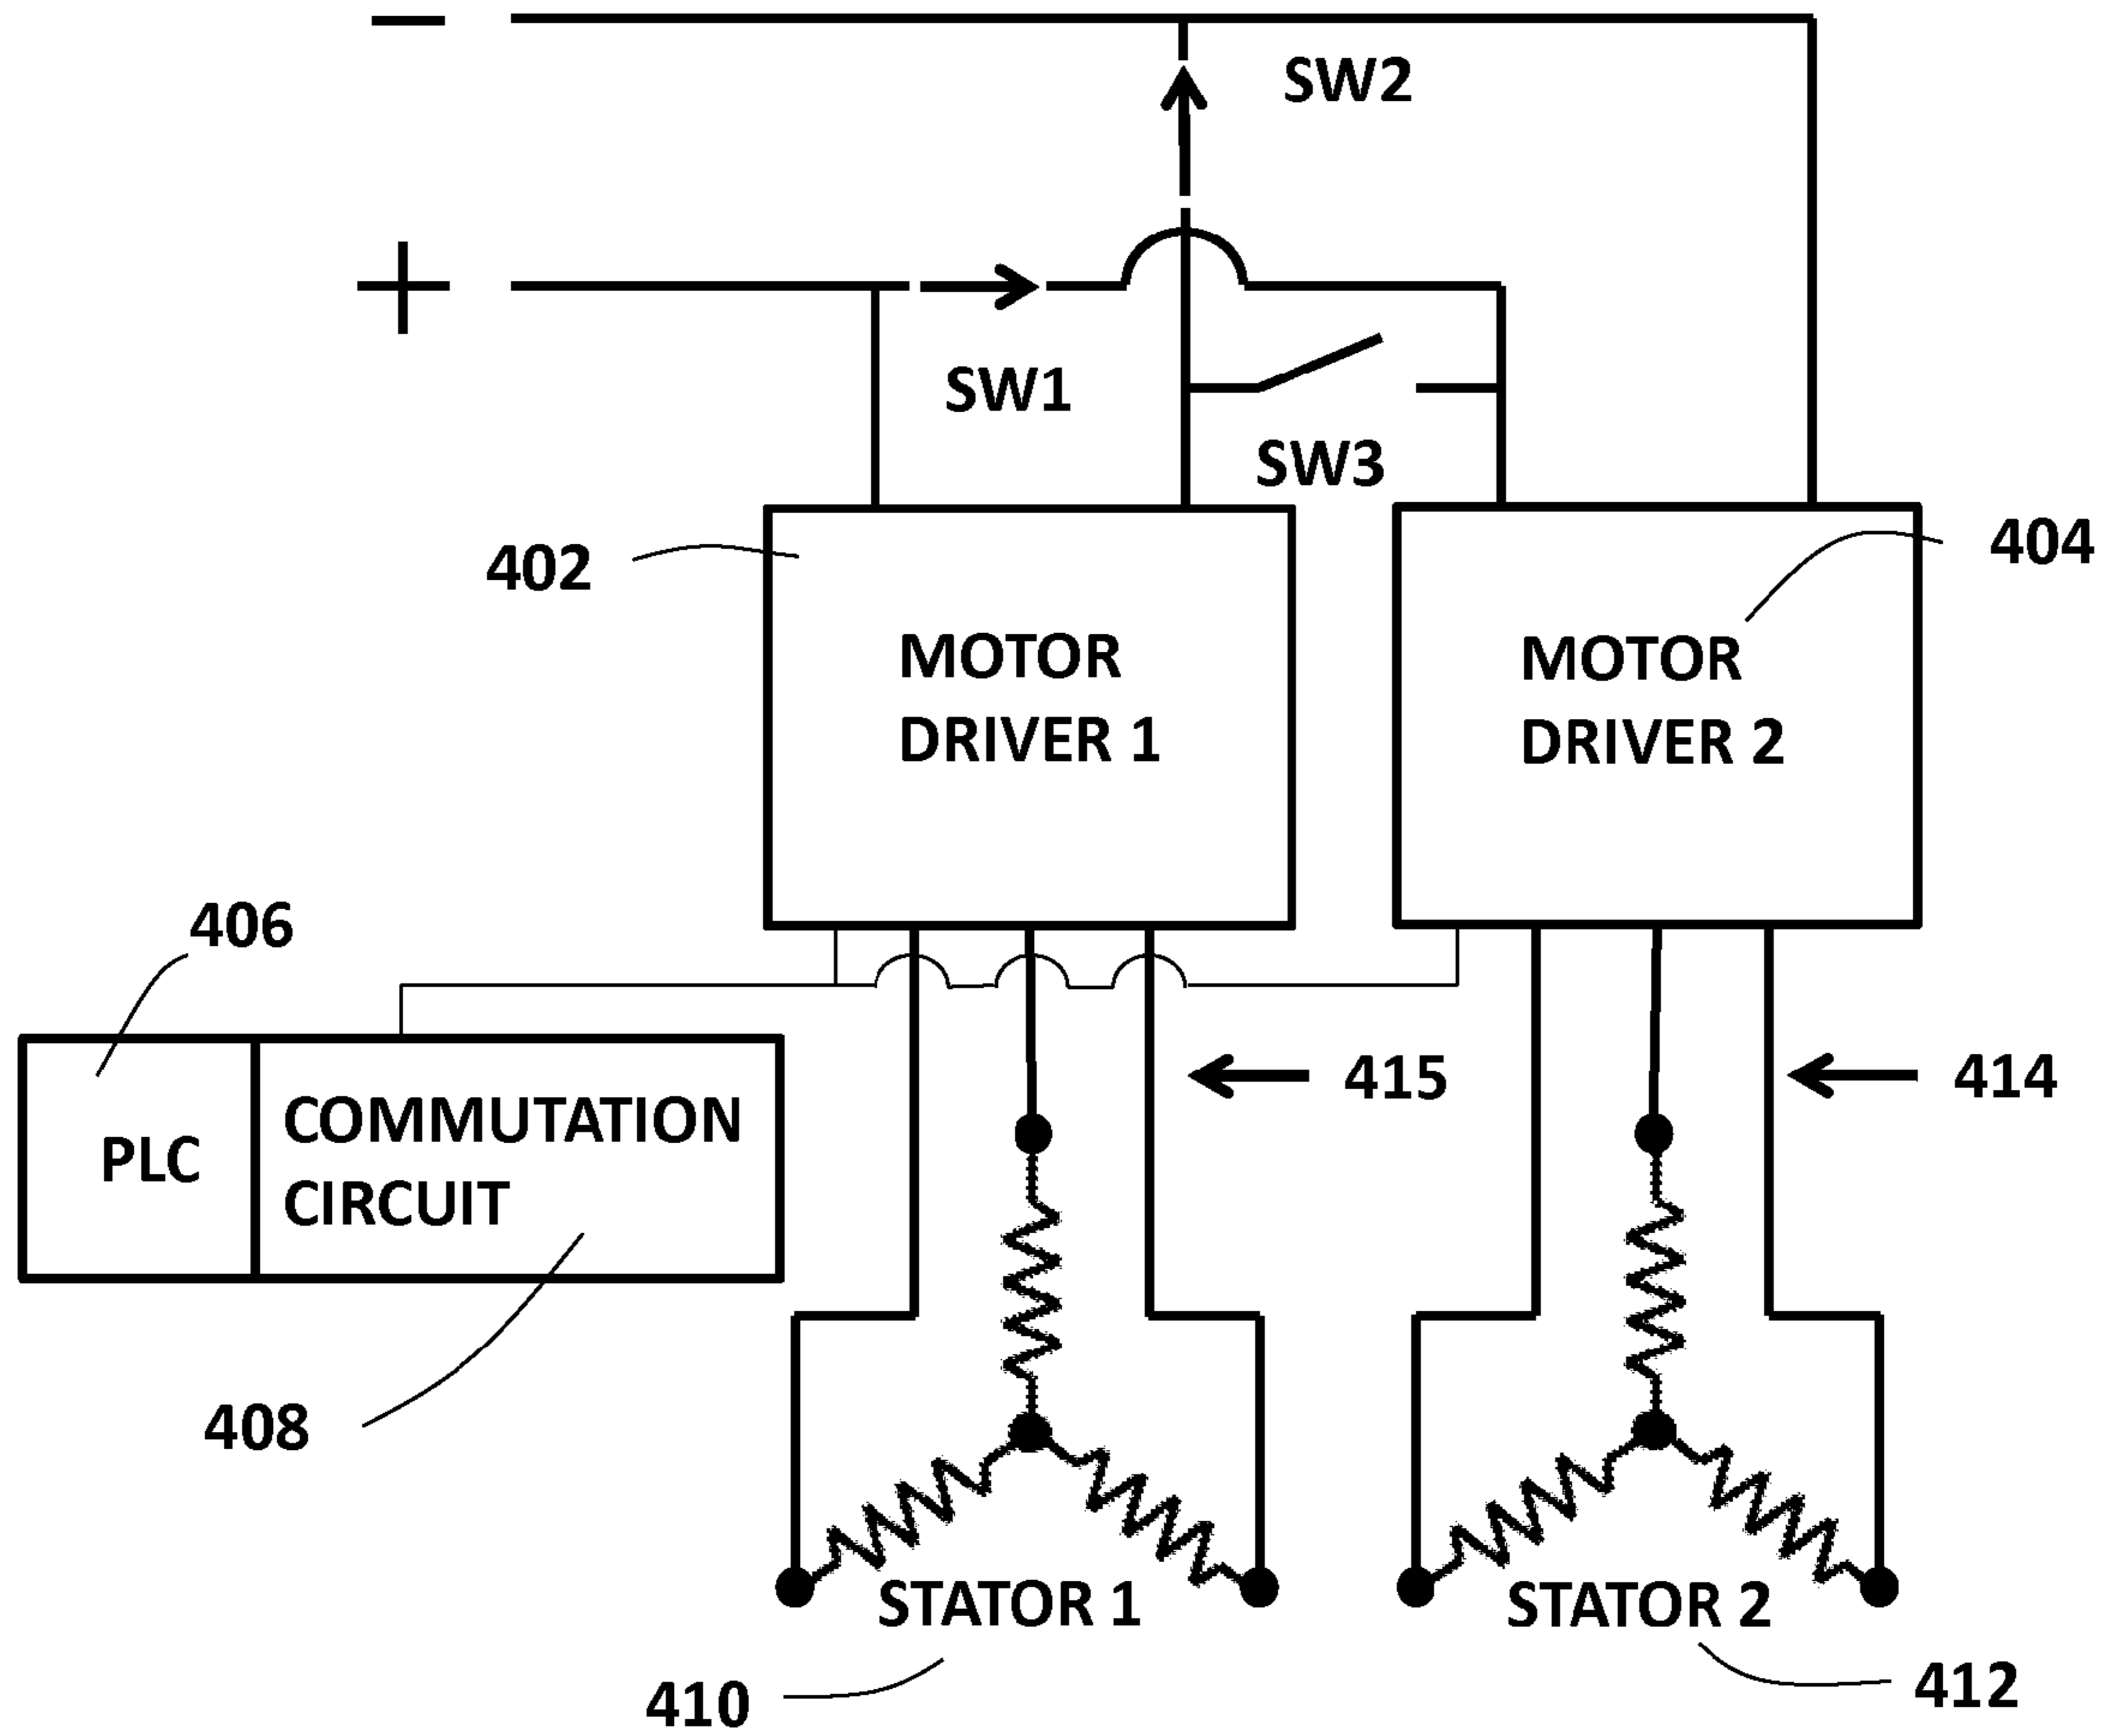 −
SW2
+
SW1
SW3
402
404
MOTOR
DRIVER 1
MOTOR
DRIVER 2
406
415
414
PLC
COMMUTATION
CIRCUIT
408
STATOR 1
STATOR 2
410
412